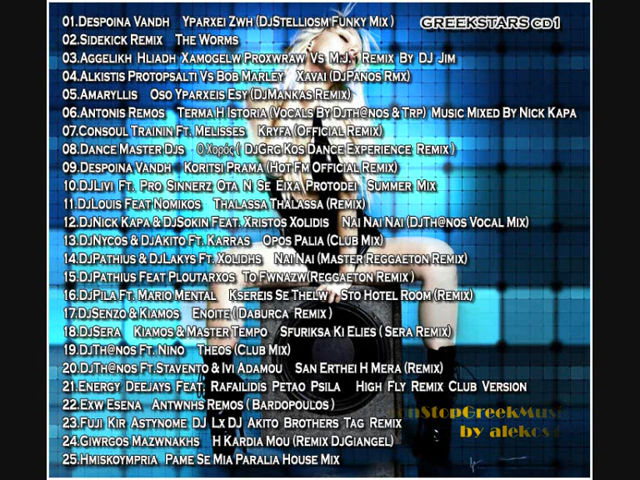 GREEKSTARS CD1
01.Despoina Vandh Yparxei Zwh (DjStelliosm Funky Mix )
02.Sidekick Remix The Worms
03.Aggelikh Hliadh Xamogelw Proxwraw Vs M.J. Remix By DJ Jim
04.Alkistis Protopsalti Vs Bob Marley Xavai (DjPanos Rmx)
05.Amaryllis Oso Yparxeis Esy (DjMankas Remix)
06.Antonis Remos Terma H Istoria (Vocals By DJTh@nos & Trp) Music Mixed By Nick Kapa
07.Consoul Trainin Ft. Melisses Kryfa (Official Remix)
08.Dance Master Djs Ο Χορός ( DjGrg Kos Dance Experience Remix )
09.Despoina Vandh Koritsi Prama (Hot Fm Official Remix)
10.DJLivi Ft. Pro Sinnerz Ota N Se Eixa Protodei Summer Mix
11.DJLouis Feat Nomikos Thalassa Thalassa (Remix)
12.DJNick Kapa & DJSokin Feat. Xristos Xolidis Nai Nai Nai (DJTh@nos Vocal Mix)
13.DJNycos & DJAkito Ft. Karras Opos Palia (Club Mix)
14.DJPathius & DJLakys Ft. Xolidhs Nai Nai (Master Reggaeton Remix)
15.DJPathius Feat Ploutarxos To Fwnazw(Reggaeton Remix )
16.DJPila Ft. Mario Mental Ksereis Se Thelw Sto Hotel Room (Remix)
17.DJSenzo & Kiamos Enoite ( Daburca Remix )
18.DJSera Kiamos & Master Tempo Sfuriksa Ki Elies ( Sera Remix)
19.DJTh@nos Ft. Nino Theos (Club Mix)
20.DJTh@nos Ft.Stavento & Ivi Adamou San Erthei H Mera (Remix)
21.Energy Deejays Feat. Rafailidis Petao Psila High Fly Remix Club Version
22.Exw Esena Antwnhs Remos ( Bardopoulos )
23.Fuji Kir Astynome DJ Lx DJ Akito Brothers Tag Remix
24.Giwrgos Mazwnakhs H Kardia Mou (Remix DjGiangel)
25.Hmiskoympria Pame Se Mia Paralia House Mix
nStopGreekMusi
by alekos